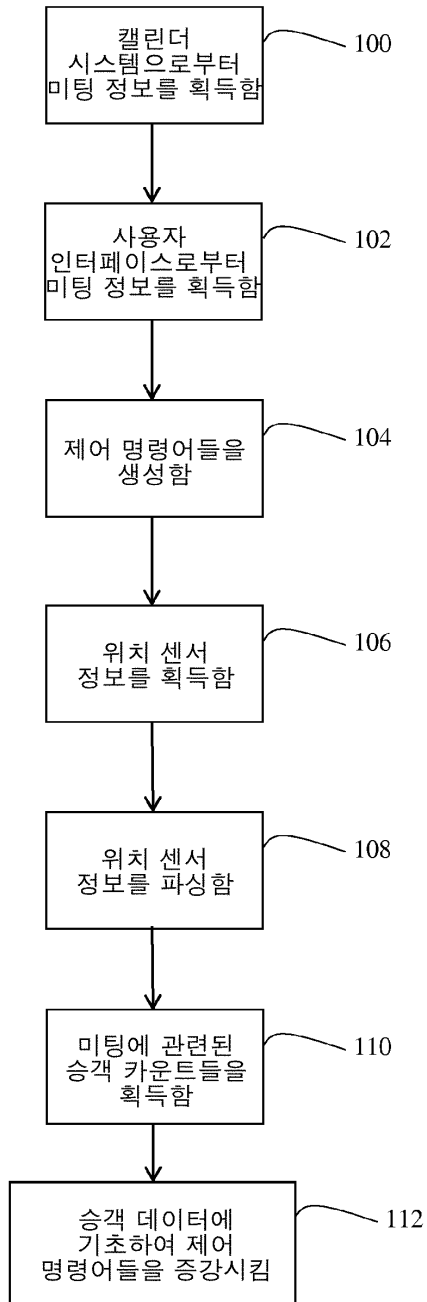 캘린더
시스템으로부터
미팅 정보를 획득함
100
사용자
인터페이스로부터
미팅 정보를 획득함
102
제어 명령어들을
생성함
104
위치 센서
정보를 획득함
106
위치 센서
정보를 파싱함
108
미팅에 관련된
승객 카운트들을
획득함
110
승객 데이터에
기초하여 제어
명령어들을 증강시킴
112